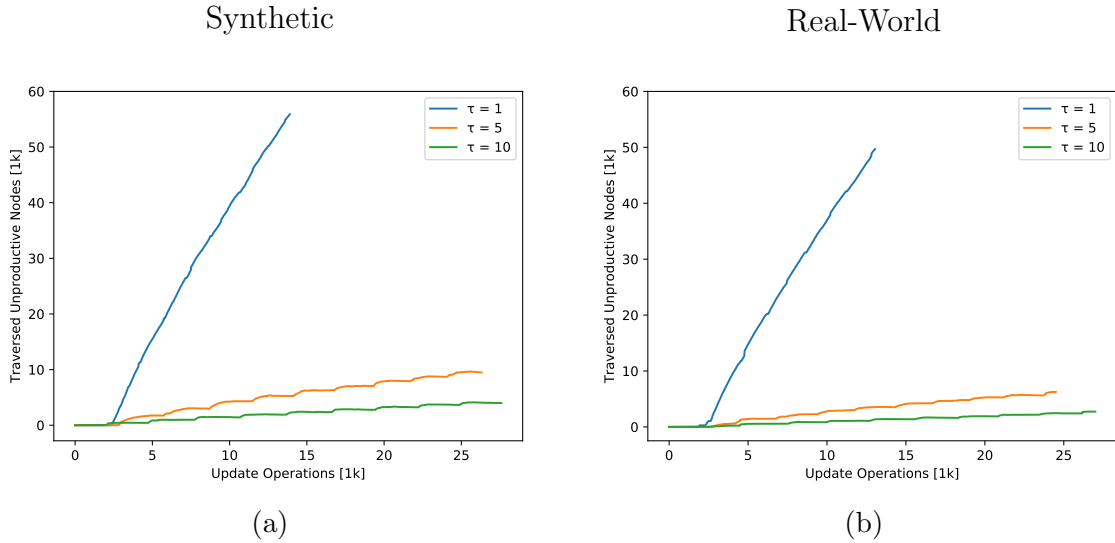 Synthetic
Real-World
60
50
40
30
20
10
0
Traversed Unproductive Nodes [1k]
τ = 1
τ = 5
τ = 10
0 5 10 15 20 25
Update Operations [1k]
(a)
60
50
40
30
20
10
0
Traversed Unproductive Nodes [1k]
τ = 1
τ = 5
τ = 10
0 5 10 15 20 25
Update Operations [1k]
(b)